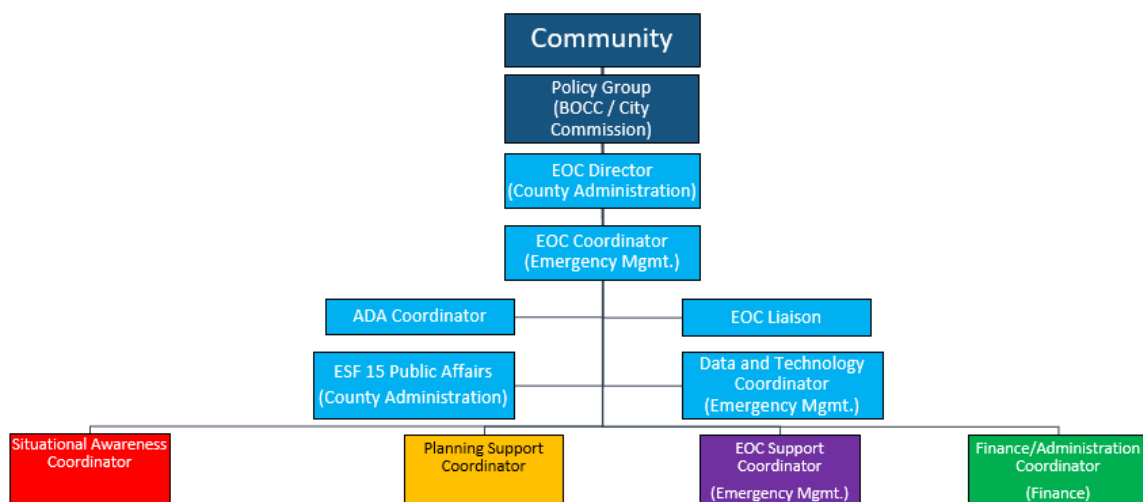 Community
Policy Group
(BOCC / City
Commission)
EOC Director
(County Administration)
EOC Coordinator
(Emergency Mgmt.)
ADA Coordinator
EOC Liaison
ESF 15 Public Affairs
(County Administration)
Data and Technology
Coordinator
(Emergency Mgmt.)
Situational Awareness
Coordinator
Planning Support
Coordinator
EOC Support
Coordinator
(Emergency Mgmt.)
Finance/Administration
Coordinator
(Finance)